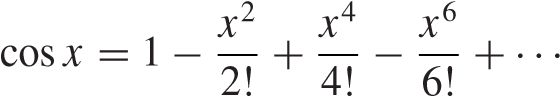 cos x = 1 − x²/2! + x⁴/4! − x⁶/6! + ⋯